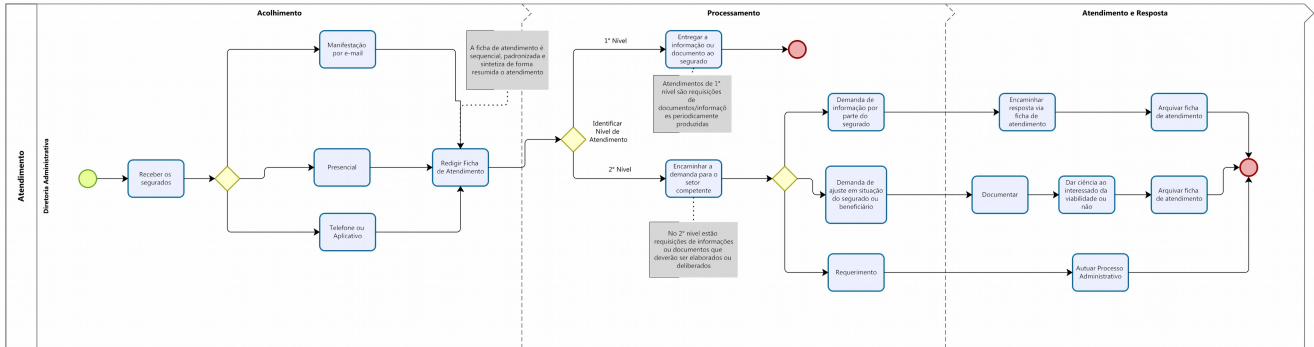 Acolhimento
Processamento
Atendimento e Resposta
Atendimento
Diretoria Administrativa
Receber os
segurados
Manifestação
por e-mail
Presencial
Telefone ou
Aplicativo
A ficha de atendimento é
sequencial, padronizada e
sintetiza de forma
resumida o atendimento
Redigir Ficha
de Atendimento
Identificar
Nível de
Atendimento
1° Nível
Entregar a
informação ou
documento ao
segurado
Atendimentos de 1°
nível são requisições
de
documentos/informaçõ
es periodicamente
produzidas
2° Nível
Encaminhar a
demanda para o
setor
competente
No 2° nível estão
requisições de informações
ou documentos que
deverão ser elaborados ou
deliberados
Demanda de
informação por
parte do
segurado
Encaminar
resposta via
ficha de
atendimento
Arquivar ficha
de atendimento
Demanda de
ajuste em situação
do segurado ou
beneficiário
Documentar
Dar ciência ao
interessado da
viabilidade ou
não
Arquivar ficha
de atendimento
Requerimento
Autuar Processo
Administrativo